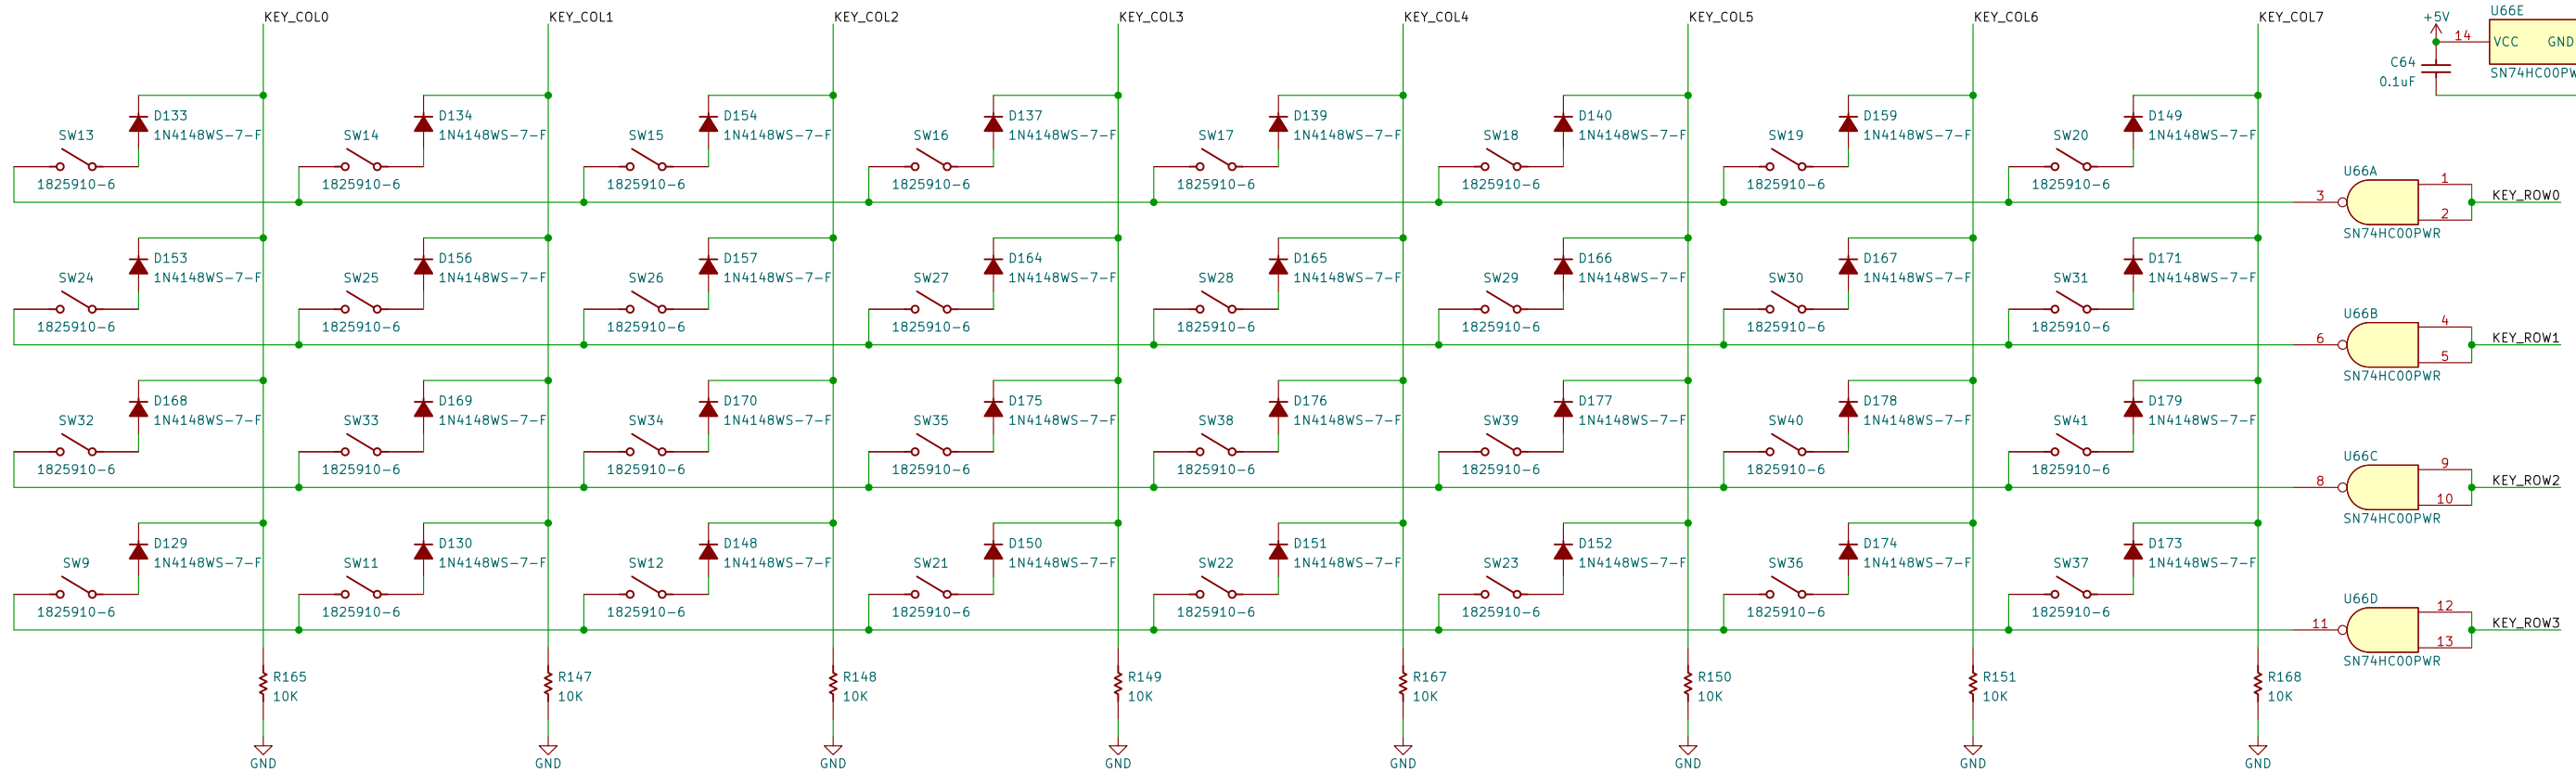 KEY_COL0 KEY_COL1 KEY_COL2 KEY_COL3 KEY_COL4 KEY_COL5 KEY_COL6 KEY_COL7
U66E
+5V
14 VCC GND
C64
0.1uF
SN74HC00PW
D133 D134 D154 D137 D139 D140 D159 D149
SW13 1N4148WS-7-F SW14 1N4148WS-7-F SW15 1N4148WS-7-F SW16 1N4148WS-7-F SW17 1N4148WS-7-F SW18 1N4148WS-7-F SW19 1N4148WS-7-F SW20 1N4148WS-7-F
1825910-6 1825910-6 1825910-6 1825910-6 1825910-6 1825910-6 1825910-6 1825910-6
U66A
1
3 KEY_ROW0
2
SN74HC00PWR
D153 D156 D157 D164 D165 D166 D167 D171
SW24 1N4148WS-7-F SW25 1N4148WS-7-F SW26 1N4148WS-7-F SW27 1N4148WS-7-F SW28 1N4148WS-7-F SW29 1N4148WS-7-F SW30 1N4148WS-7-F SW31 1N4148WS-7-F
1825910-6 1825910-6 1825910-6 1825910-6 1825910-6 1825910-6 1825910-6 1825910-6
U66B
4
6 KEY_ROW1
5
SN74HC00PWR
D168 D169 D170 D175 D176 D177 D178 D179
SW32 1N4148WS-7-F SW33 1N4148WS-7-F SW34 1N4148WS-7-F SW35 1N4148WS-7-F SW38 1N4148WS-7-F SW39 1N4148WS-7-F SW40 1N4148WS-7-F SW41 1N4148WS-7-F
1825910-6 1825910-6 1825910-6 1825910-6 1825910-6 1825910-6 1825910-6 1825910-6
U66C
9
8 KEY_ROW2
10
SN74HC00PWR
D129 D130 D148 D150 D151 D152 D174 D173
SW9 1N4148WS-7-F SW11 1N4148WS-7-F SW12 1N4148WS-7-F SW21 1N4148WS-7-F SW22 1N4148WS-7-F SW23 1N4148WS-7-F SW36 1N4148WS-7-F SW37 1N4148WS-7-F
1825910-6 1825910-6 1825910-6 1825910-6 1825910-6 1825910-6 1825910-6 1825910-6
U66D
12
11 KEY_ROW3
13
SN74HC00PWR
R165 R147 R148 R149 R167 R150 R151 R168
10K 10K 10K 10K 10K 10K 10K 10K
GND GND GND GND GND GND GND GND